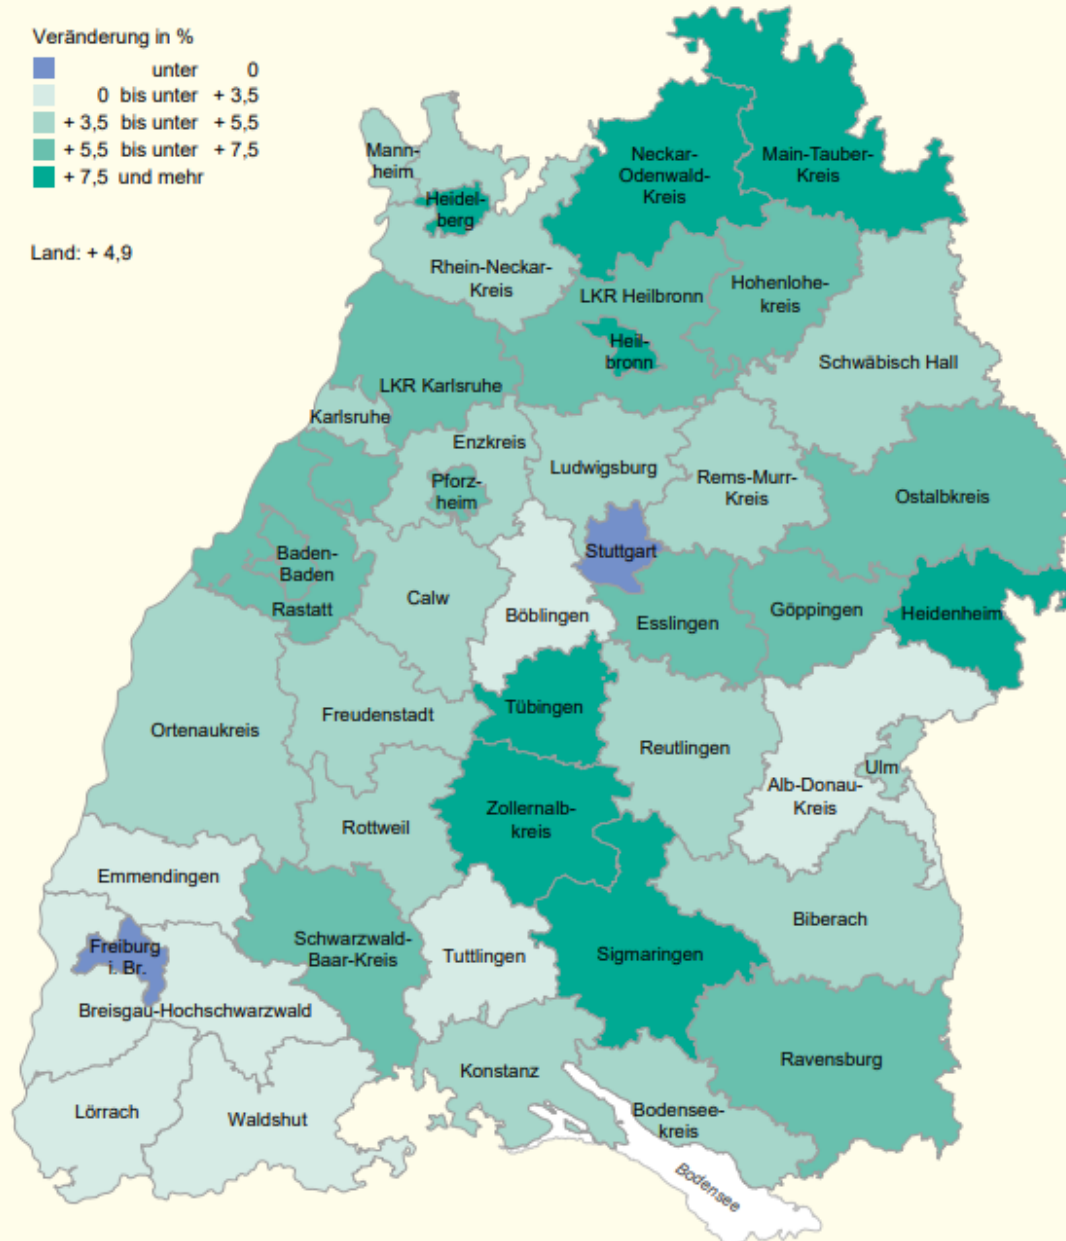 Veränderung in %
unter 0
0 bis unter + 3,5
+ 3,5 bis unter + 5,5
+ 5,5 bis unter + 7,5
+ 7,5 und mehr
Land: + 4,9
Mann-
heim
Heidel-
berg
Neckar-
Odenwald-
Kreis
Main-Tauber-
Kreis
Rhein-Neckar-
Kreis
LKR Heilbronn
Hohenlohe-
kreis
Heil-
bronn
Schwäbisch Hall
LKR Karlsruhe
Karlsruhe
Enzkreis
Pforz-
heim
Ludwigsburg
Rems-Murr-
Kreis
Ostalbkreis
Stuttgart
Baden-
Baden
Rastatt
Calw
Böblingen
Esslingen
Göppingen
Heidenheim
Ortenaukreis
Freudenstadt
Tübingen
Reutlingen
Ulm
Alb-Donau-
Kreis
Zollernalb-
kreis
Rottweil
Emmendingen
Freiburg
i. Br.
Breisgau-Hochschwarzwald
Schwarzwald-
Baar-Kreis
Tuttlingen
Sigmaringen
Biberach
Ravensburg
Konstanz
Bodensee-
kreis
Lörrach
Waldshut
Bodensee